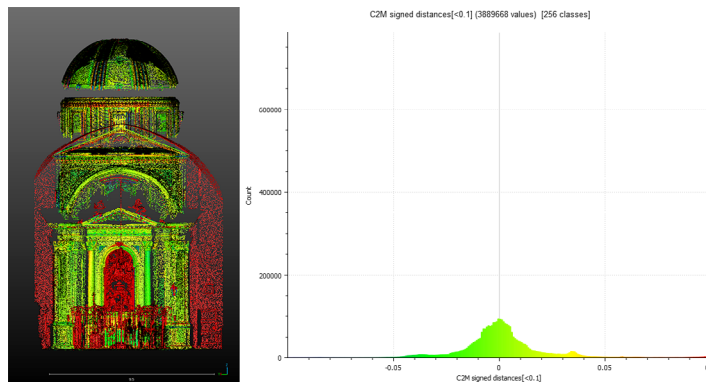 C2M signed distances[<0.1] (3889668 values) [256 classes]
600000
400000
200000
0
Count
-0.05
0
0.05
C2M signed distances[<0.1]